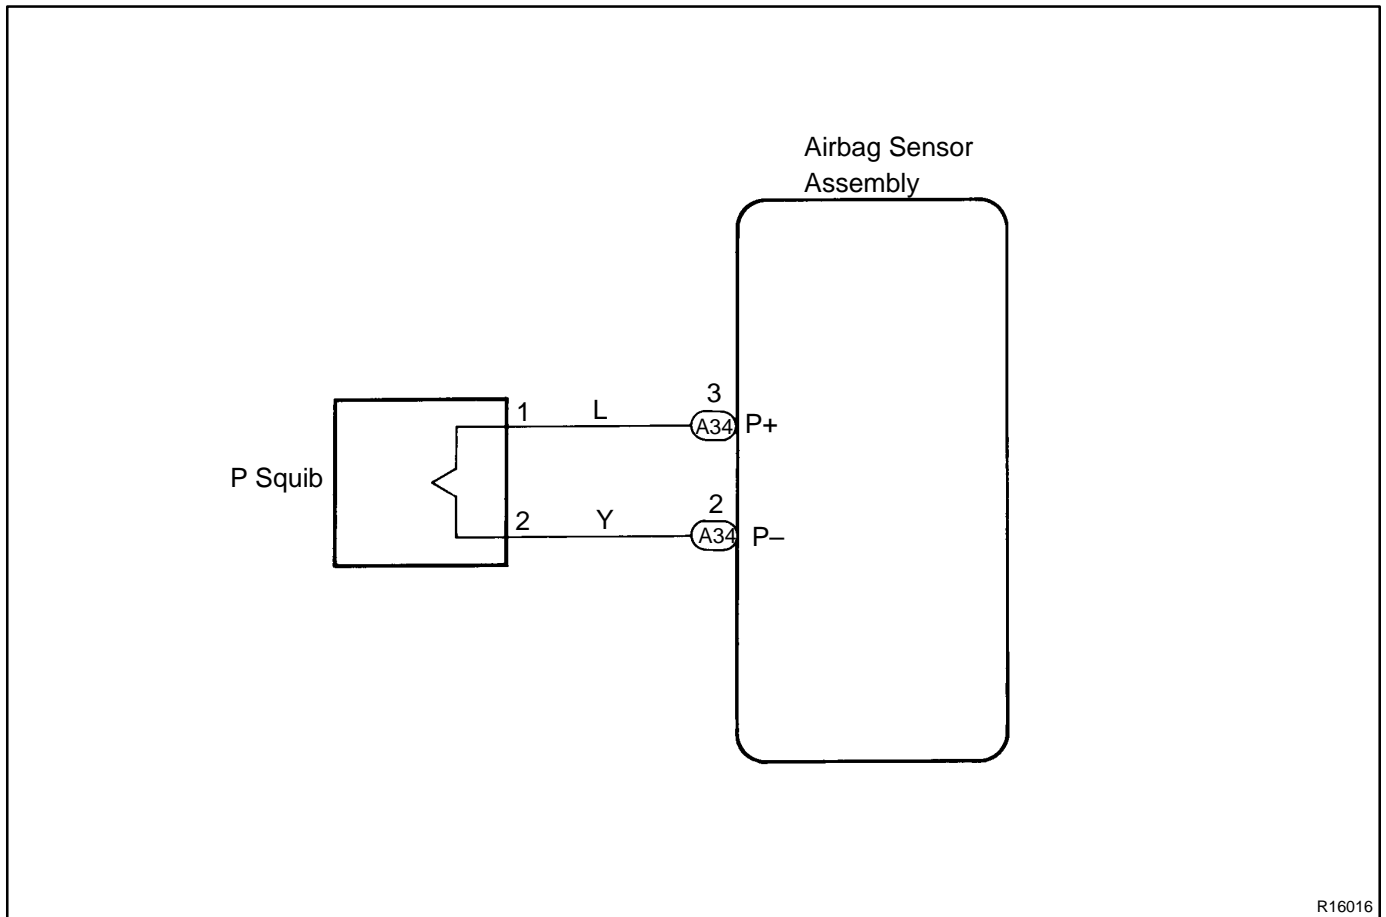 Airbag Sensor
Assembly
3
1
L
A34
P+
P Squib
2
2
Y
A34
P–
R16016